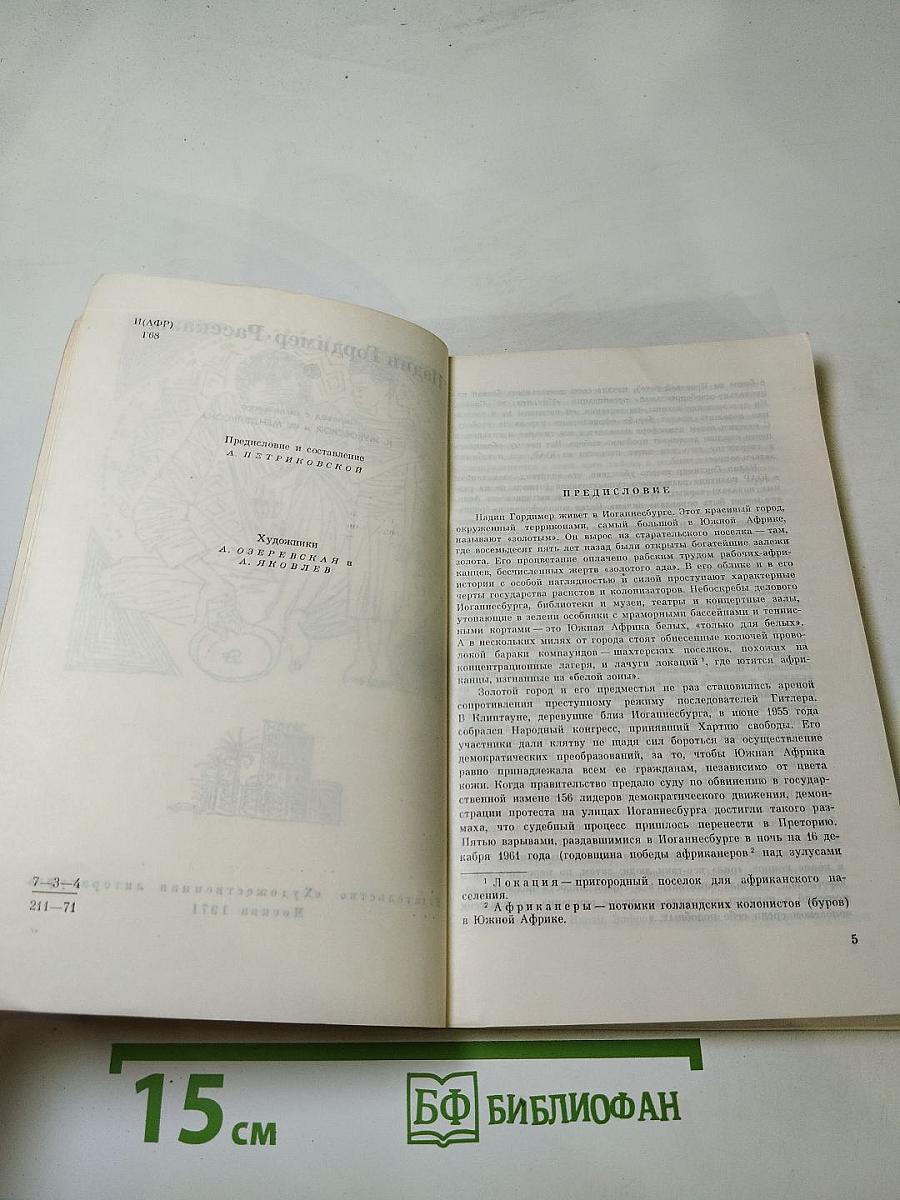 И(АФР)
Г68
Предисловие и составление
А. ПЕТРИКОВСКОЙ
Художники
А. ОЗЕРЕВСКАЯ и
А. ЯКОВЛЕВ
7—3—4
211—71
ПРЕДИСЛОВИЕ
Надин Гордимер живет в Иоганнесбурге. Этот красивый город,
окруженный терриконами, самый большой в Южной Африке,
называют «золотым». Он вырос из старательского поселка — там,
где восемьдесят пять лет назад были открыты богатейшие залежи
золота. Его процветание оплачено рабским трудом рабочих-афри-
канцев, бесчисленных жертв «золотого ада». В его облике и в его
истории с особой наглядностью и силой проступают характерные
черты государства расистов и колонизаторов. Небоскребы делового
Иоганнесбурга, библиотеки и музеи, театры и концертные залы,
утопающие в зелени особняки с мраморными бассейнами и теннис-
ными кортами — это Южная Африка белых, «только для белых».
А в нескольких милях от города стоят обнесенные колючей прово-
локой бараки компаундов — шахтерских поселков, похожих на
концентрационные лагеря, и лачуги локаций¹, где ютятся афри-
канцы, изгнанные из «белой зоны».
Золотой город и его предместья не раз становились ареной
сопротивления преступному режиму последователей Гитлера.
В Клиптауне, деревушке близ Иоганнесбурга, в июне 1955 года
собрался Народный конгресс, принявший Хартию свободы. Его
участники дали клятву не щадя сил бороться за осуществление
демократических преобразований, за то, чтобы Южная Африка
равно принадлежала всем ее гражданам, независимо от цвета
кожи. Когда правительство предало суду по обвинению в государ-
ственной измене 156 лидеров демократического движения, демон-
страции протеста на улицах Иоганнесбурга достигли такого раз-
маха, что судебный процесс пришлось перенести в Преторию.
Пятью взрывами, раздавшимися в Иоганнесбурге в ночь на 16 де-
кабря 1961 года (годовщина победы африканеров² над зулусами
¹ Локация — пригородный поселок для африканского на-
селения.
² Африканеры — потомки голландских колонистов (буров)
в Южной Африке.
5
15 см
БФ БИБЛИОФАН